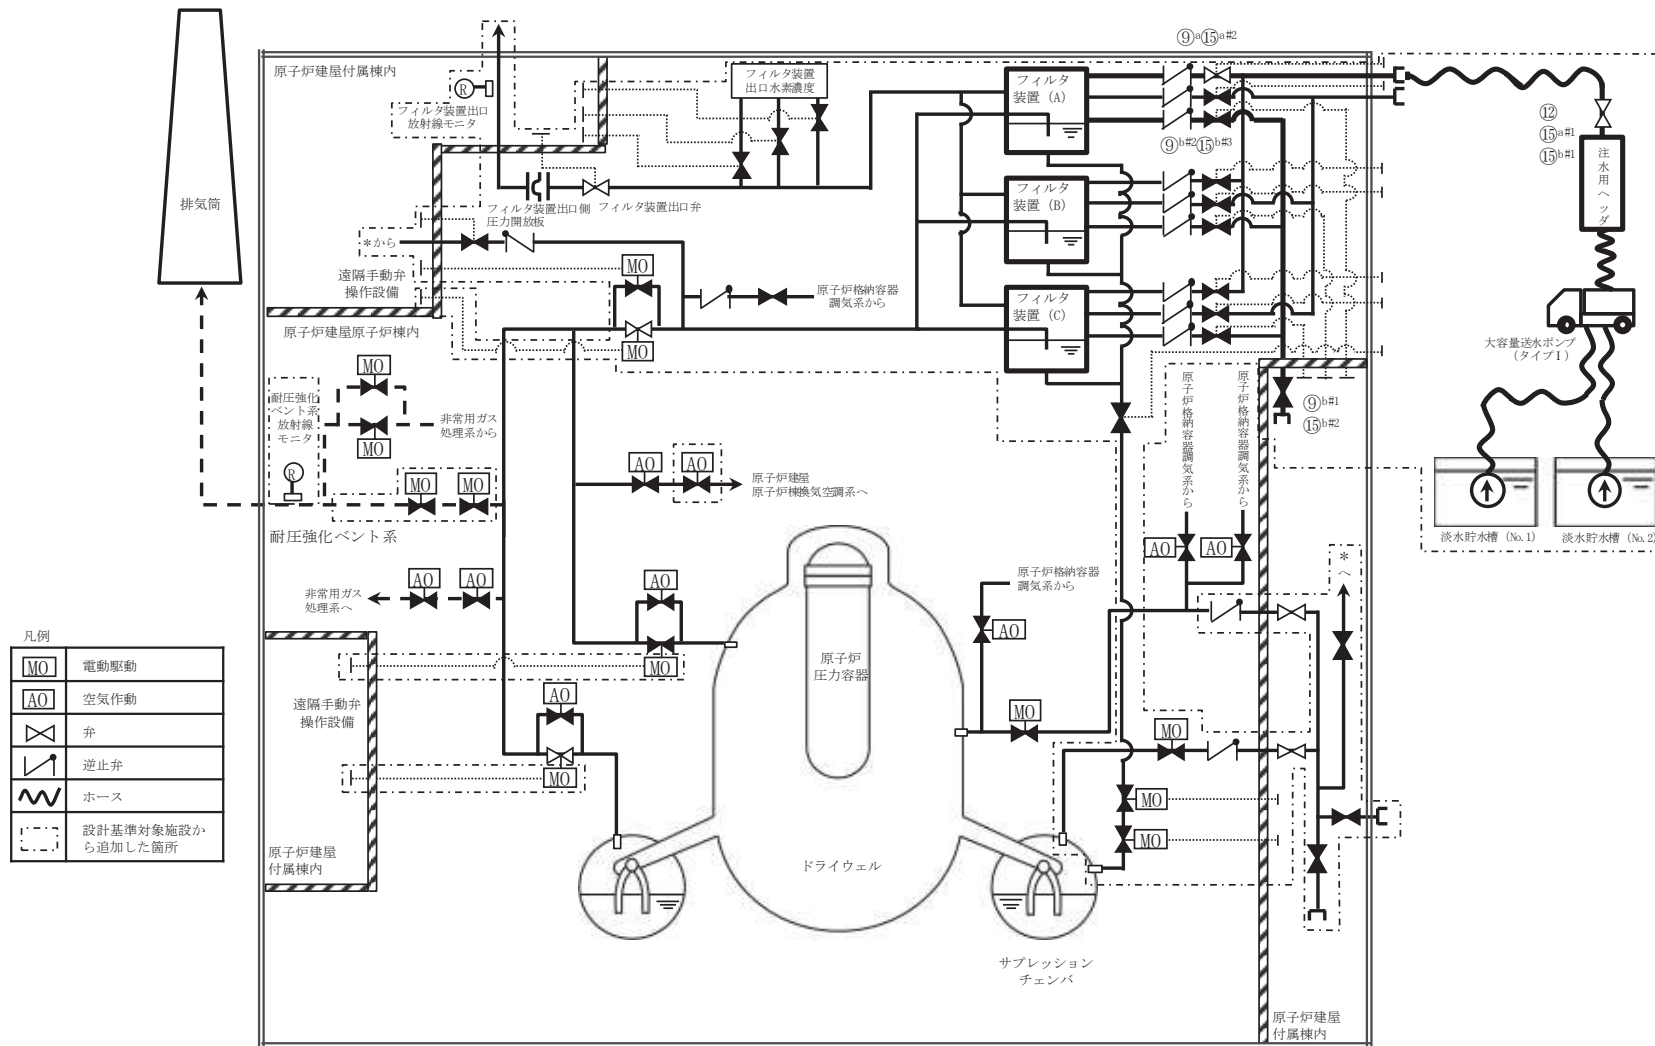 ⑨ᵃ⑮ᵃ#2
原子炉建屋付属棟内
フィルタ装置
出口水素濃度
フィルタ
装置(A)
R
フィルタ装置出口
放射線モニタ
⑫
⑮ᵃ#1
⑮ᵇ#1
⑨ᵇ#2⑮ᵇ#3
注水用ヘッダ
排気筒
フィルタ装置出口側
圧力開放板
フィルタ装置出口弁
フィルタ
装置(B)
*から
遠隔手動弁
操作設備
MO
原子炉格納容器
調気系から
フィルタ
装置(C)
原子炉建屋原子炉棟内
MO
大容量送水ポンプ
(タイプⅠ)
MO
耐圧強化
ベント系
放射線
モニタ
R
非常用ガス
処理系から
MO
原子炉格納容器調気系から
原子炉格納容器調気系から
⑨ᵇ#1
⑮ᵇ#2
AO
AO
原子炉建屋
原子炉棟換気空調系へ
MO
MO
耐圧強化ベント系
淡水貯水槽(No.1)
淡水貯水槽(No.2)
AO
AO
*へ
AO
AO
非常用ガス
処理系へ
AO
原子炉格納容器
調気系から
AO
凡例
MO
電動駆動
AO
空気作動
弁
逆止弁
ホース
設計基準対象施設か
ら追加した箇所
MO
原子炉
圧力容器
遠隔手動弁
操作設備
AO
MO
MO
MO
MO
MO
原子炉建屋
付属棟内
ドライウェル
サプレッション
チェンバ
原子炉建屋
付属棟内